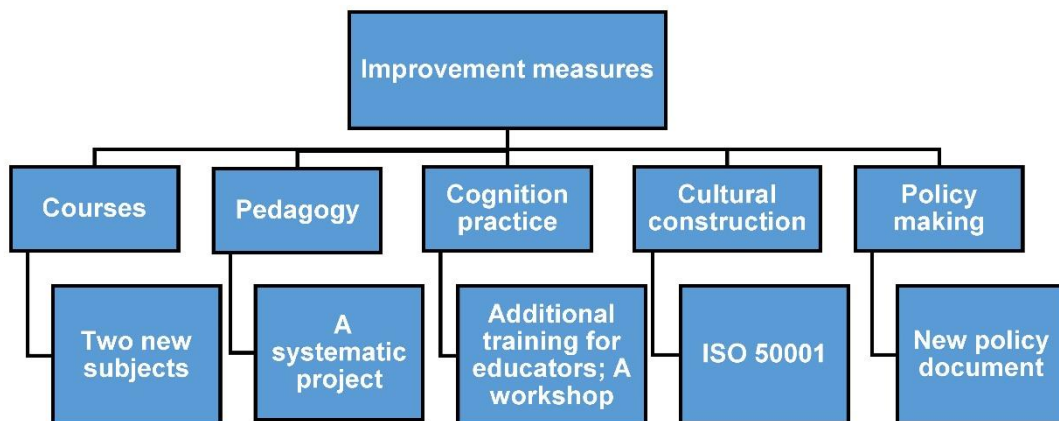 Improvement measures
Courses
Pedagogy
Cognition
practice
Cultural
construction
Policy
making
Two new
subjects
A
systematic
project
Additional
training for
educators; A
workshop
ISO 50001
New policy
document